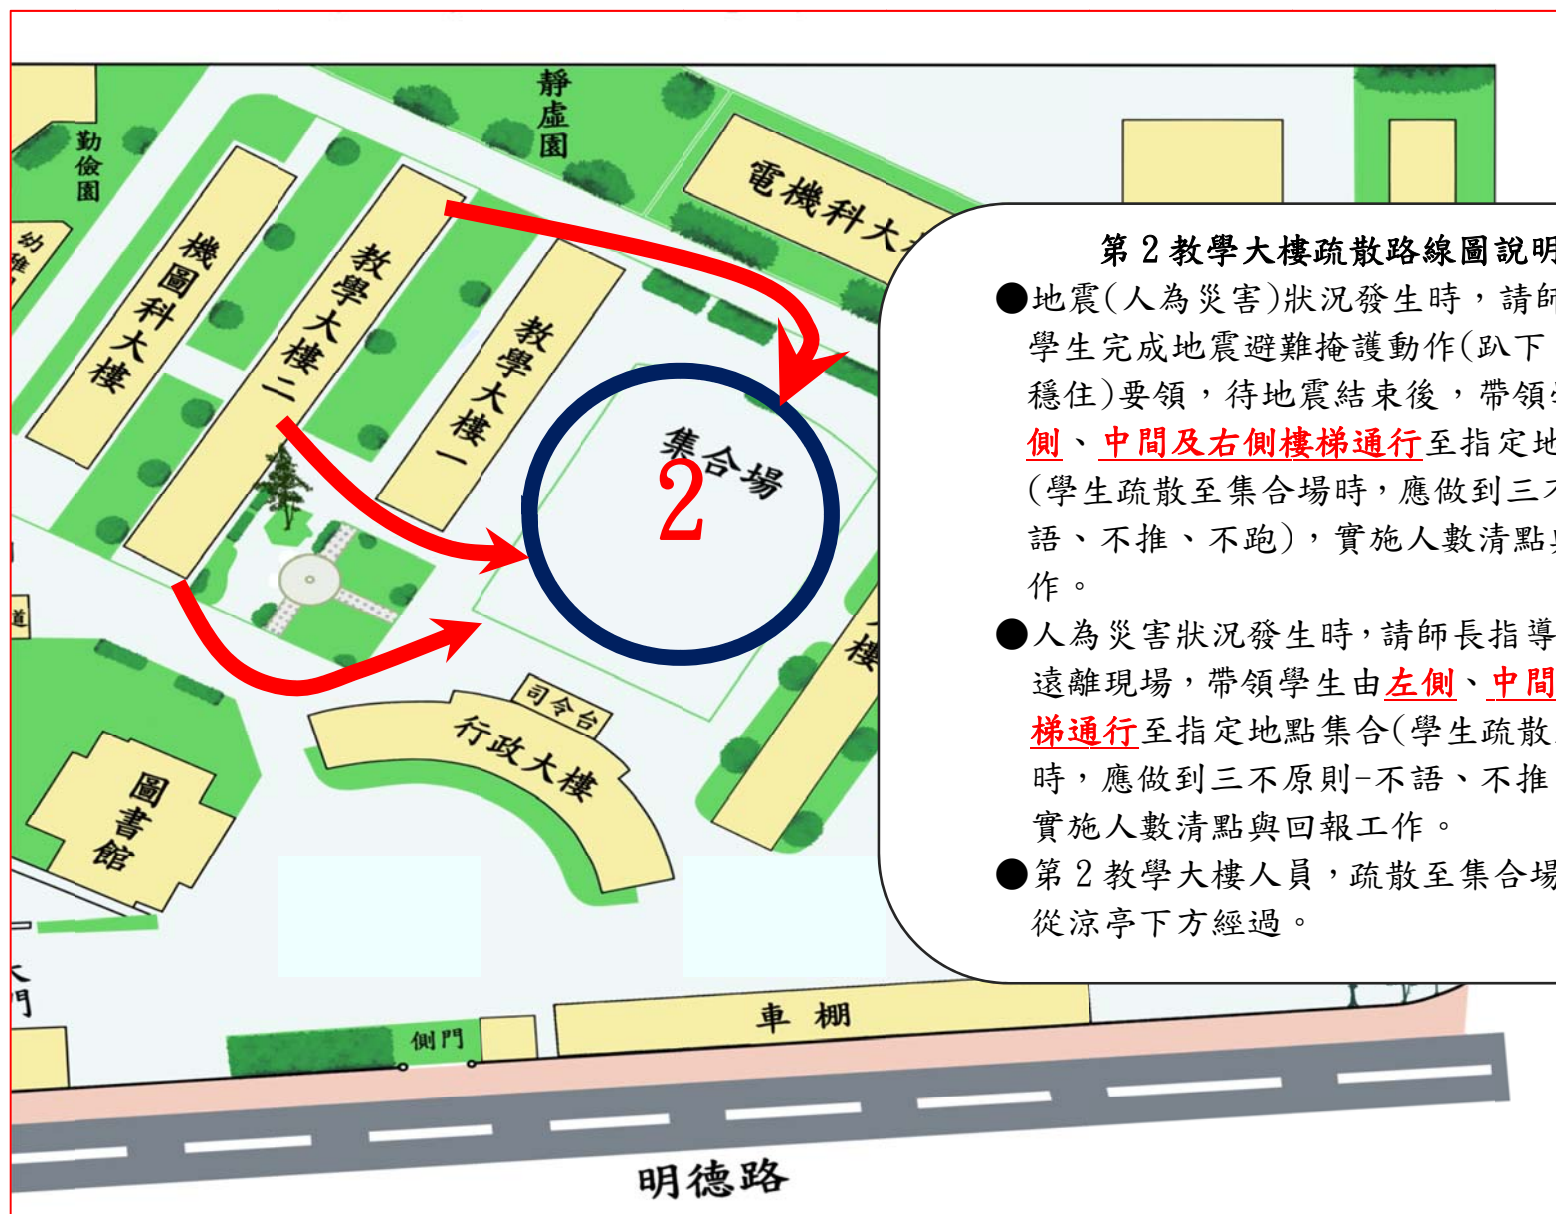 靜虛園
勤儉園
電機科大
幼稚
機圖科大樓
教學大樓二
教學大樓一
集合場
2
道
樓
司令台
行政大樓
圖書館
大門
側門
車棚
明德路
第2教學大樓疏散路線圖說明
●地震(人為災害)狀況發生時，請師
學生完成地震避難掩護動作(趴下
穩住)要領，待地震結束後，帶領
側、中間及右側樓梯通行至指定地
(學生疏散至集合場時，應做到三不
語、不推、不跑)，實施人數清點
作。
●人為災害狀況發生時，請師長指導
遠離現場，帶領學生由左側、中間
梯通行至指定地點集合(學生疏散
時，應做到三不原則-不語、不推
實施人數清點與回報工作。
●第2教學大樓人員，疏散至集合場
從涼亭下方經過。